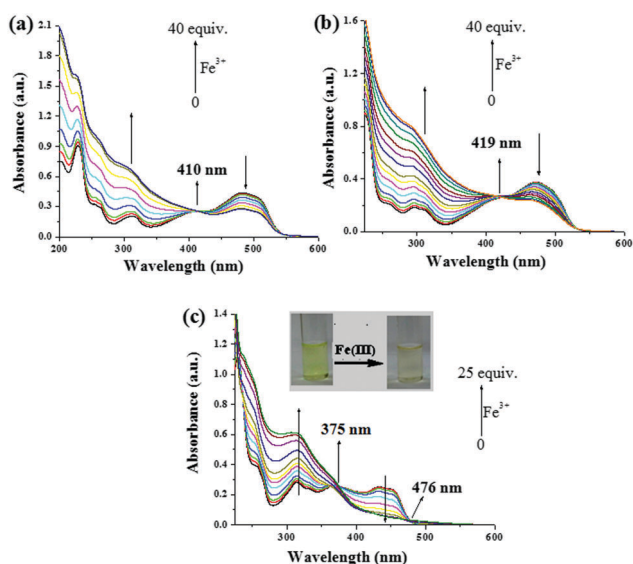 (a)
2.1
1.8
1.5
1.2
0.9
0.6
0.3
0.0
Absorbance (a.u.)
40 equiv.
Fe3+
0
410 nm
200 300 400 500 600
Wavelength (nm)
(b)
1.6
1.2
0.8
0.4
0.0
Absorbance (a.u.)
40 equiv.
Fe3+
0
419 nm
300 400 500 600
Wavelength (nm)
(c)
1.4
1.2
1.0
0.8
0.6
0.4
0.2
0.0
Absorbance (a.u.)
Fe(III)
25 equiv.
Fe3+
0
375 nm
476 nm
300 400 500 600
Wavelength (nm)